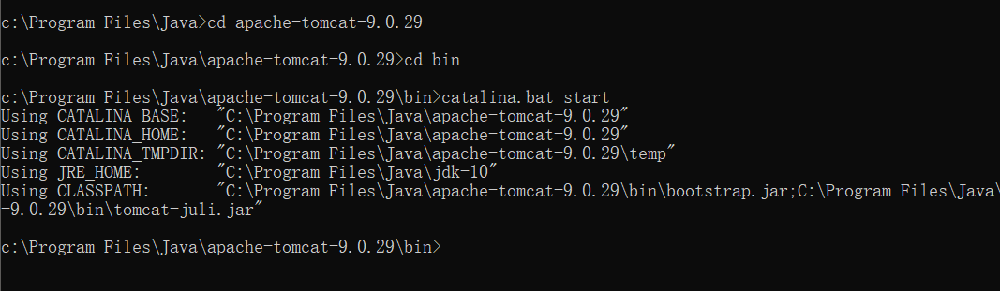 c:\Program Files\Java>cd apache-tomcat-9.0.29
c:\Program Files\Java\apache-tomcat-9.0.29>cd bin
c:\Program Files\Java\apache-tomcat-9.0.29\bin>catalina.bat start
Using CATALINA_BASE:   "C:\Program Files\Java\apache-tomcat-9.0.29"
Using CATALINA_HOME:   "C:\Program Files\Java\apache-tomcat-9.0.29"
Using CATALINA_TMPDIR: "C:\Program Files\Java\apache-tomcat-9.0.29\temp"
Using JRE_HOME:        "C:\Program Files\Java\jdk-10"
Using CLASSPATH:       "C:\Program Files\Java\apache-tomcat-9.0.29\bin\bootstrap.jar;C:\Program Files\Java\
-9.0.29\bin\tomcat-juli.jar"
c:\Program Files\Java\apache-tomcat-9.0.29\bin>